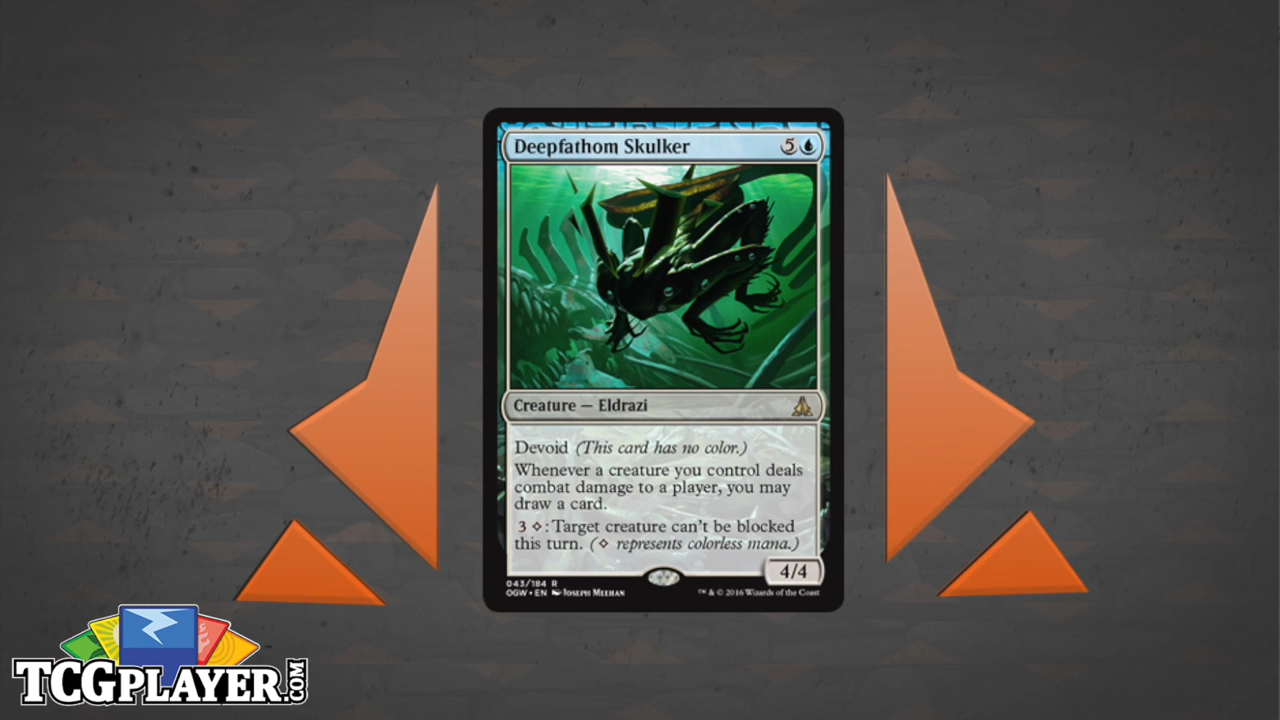 Deepfathom Skulker 5
Creature — Eldrazi
Devoid (This card has no color.)
Whenever a creature you control deals
combat damage to a player, you may
draw a card.
3 ◇: Target creature can't be blocked
this turn. (◇ represents colorless mana.)
4/4
043/184 R
OGW • EN Joseph Meehan
™ & © 2016 Wizards of the Coast
TCGPLAYER.COM